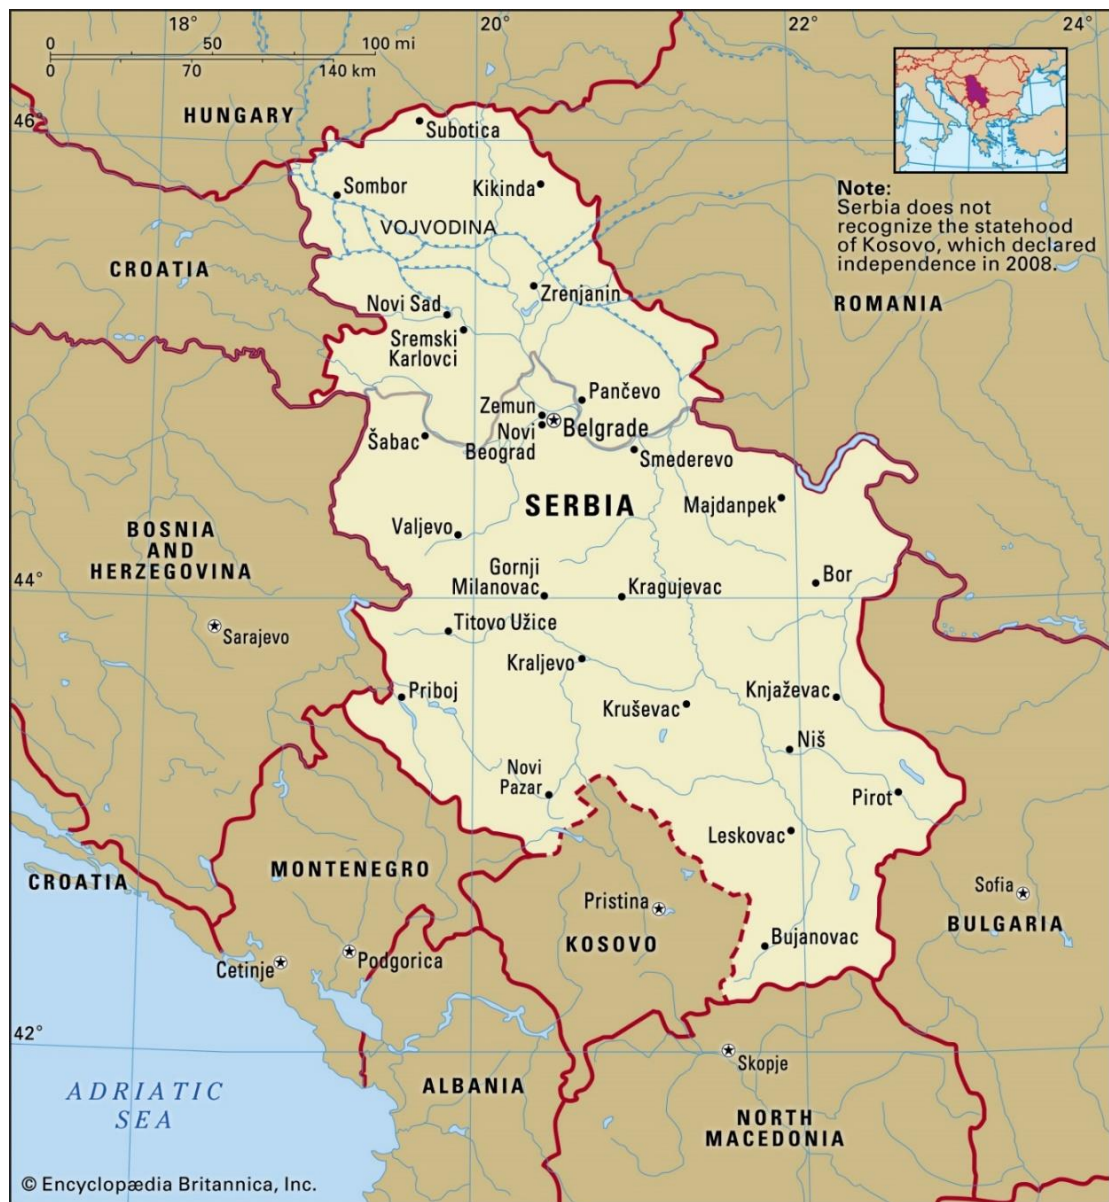 18°
20°
22°
24°
0 50 100 mi
0 70 140 km
HUNGARY
46°
Subotica
Sombor
Kikinda
VOJVODINA
Note:
Serbia does not
recognize the statehood
of Kosovo, which declared
independence in 2008.
CROATIA
Novi Sad
Zrenjanin
ROMANIA
Sremski
Karlovci
Pančevo
Zemun
Belgrade
Novi
Beograd
Šabac
Smederevo
SERBIA
Majdanpek
BOSNIA
AND
HERZEGOVINA
Valjevo
Gornji
Milanovac
Kragujevac
Bor
44°
Titovo Užice
Sarajevo
Kraljevo
Priboj
Kruševac
Knjaževac
Niš
Novi
Pazar
Pirot
Leskovac
MONTENEGRO
CROATIA
Pristina
Sofia
KOSOVO
BULGARIA
Bujanovac
Cetinje
Podgorica
42°
Skopje
ALBANIA
ADRIATIC
SEA
NORTH
MACEDONIA
© Encyclopædia Britannica, Inc.